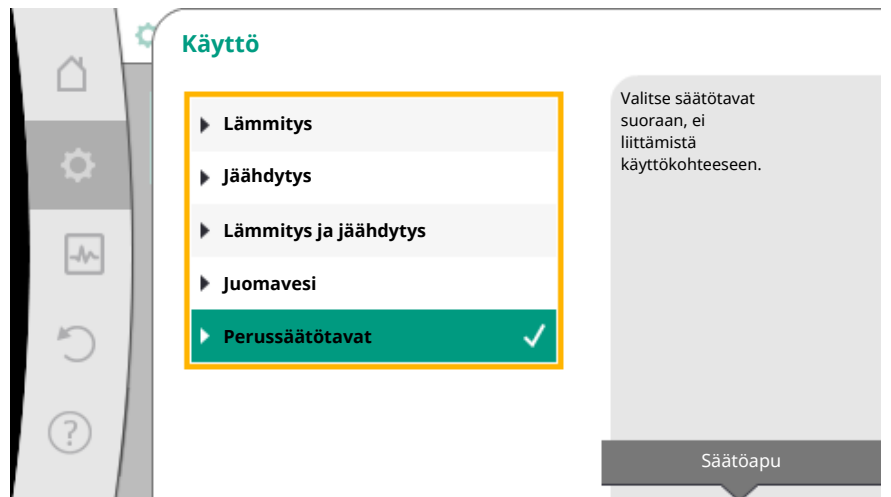 Käyttö
Lämmitys
Jäähdytys
Lämmitys ja jäähdytys
Juomavesi
Perussäätötavat
Valitse säätötavat
suoraan, ei
liittämistä
käyttökohteeseen.
Säätöapu
?